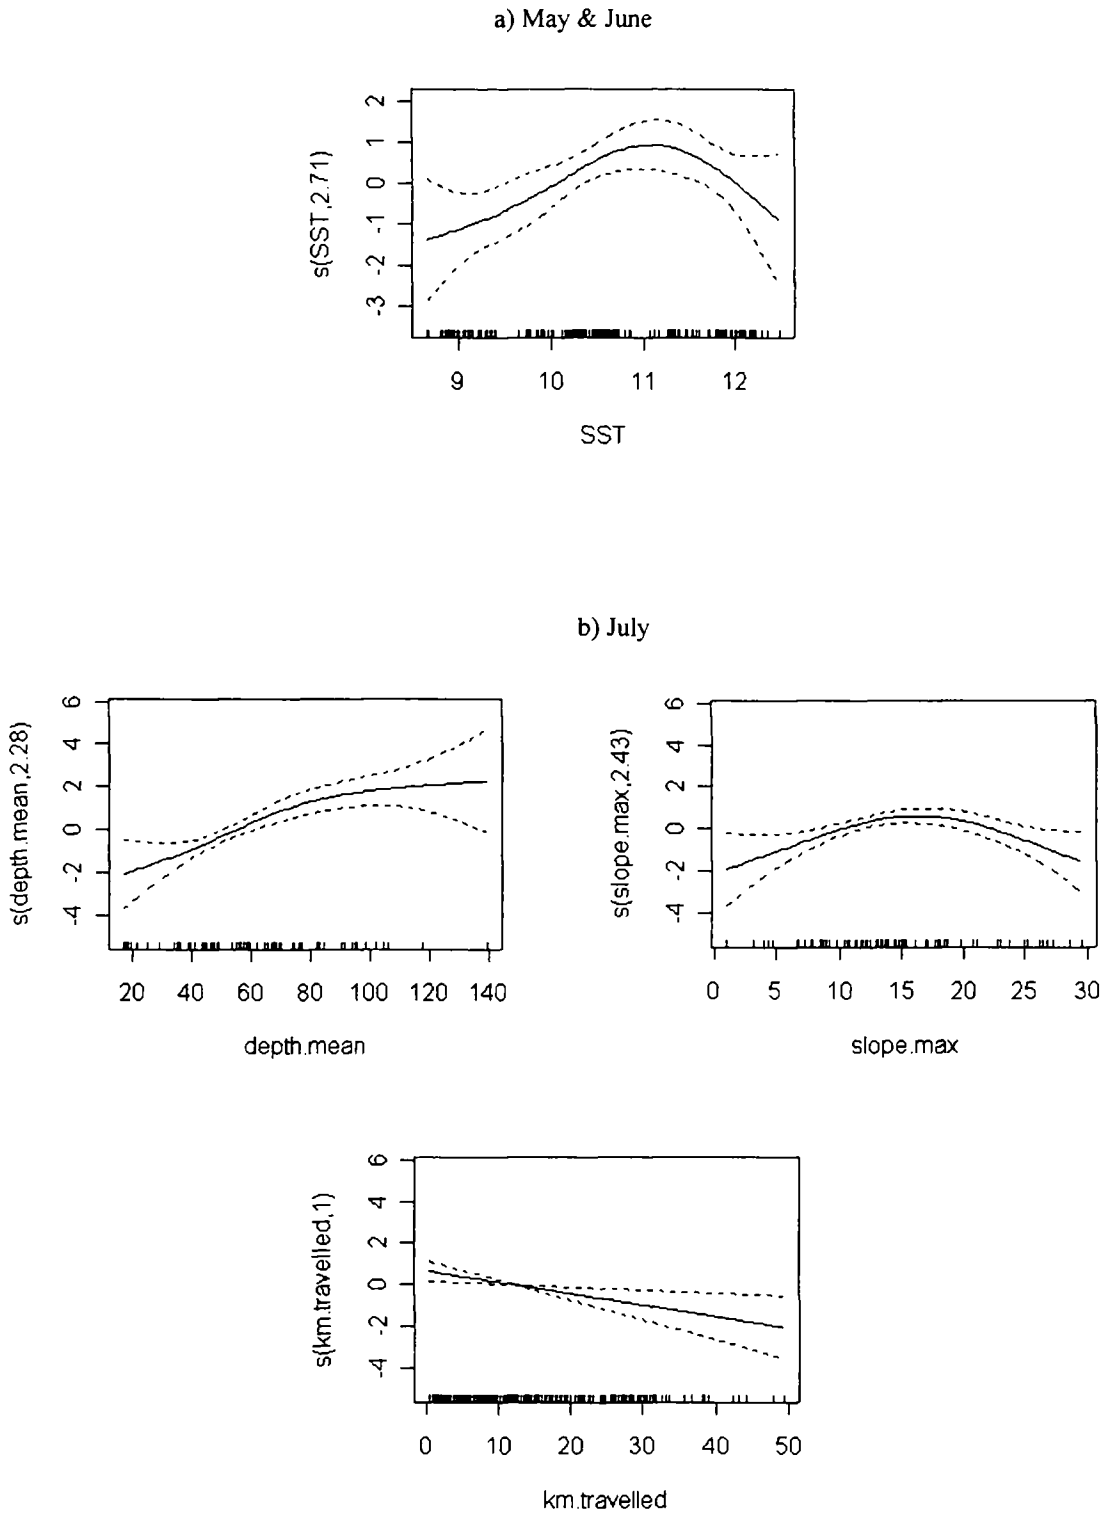 a) May & June
s(SST,2.71)
2
1
0
-1
-2
-3
9 10 11 12
SST
b) July
s(depth.mean,2.28)
6
4
2
0
-2
-4
20 40 60 80 100 120 140
depth.mean
s(slope.max,2.43)
6
4
2
0
-2
-4
0 5 10 15 20 25 30
slope.max
s(km.travelled,1)
6
4
2
0
-2
-4
0 10 20 30 40 50
km.travelled